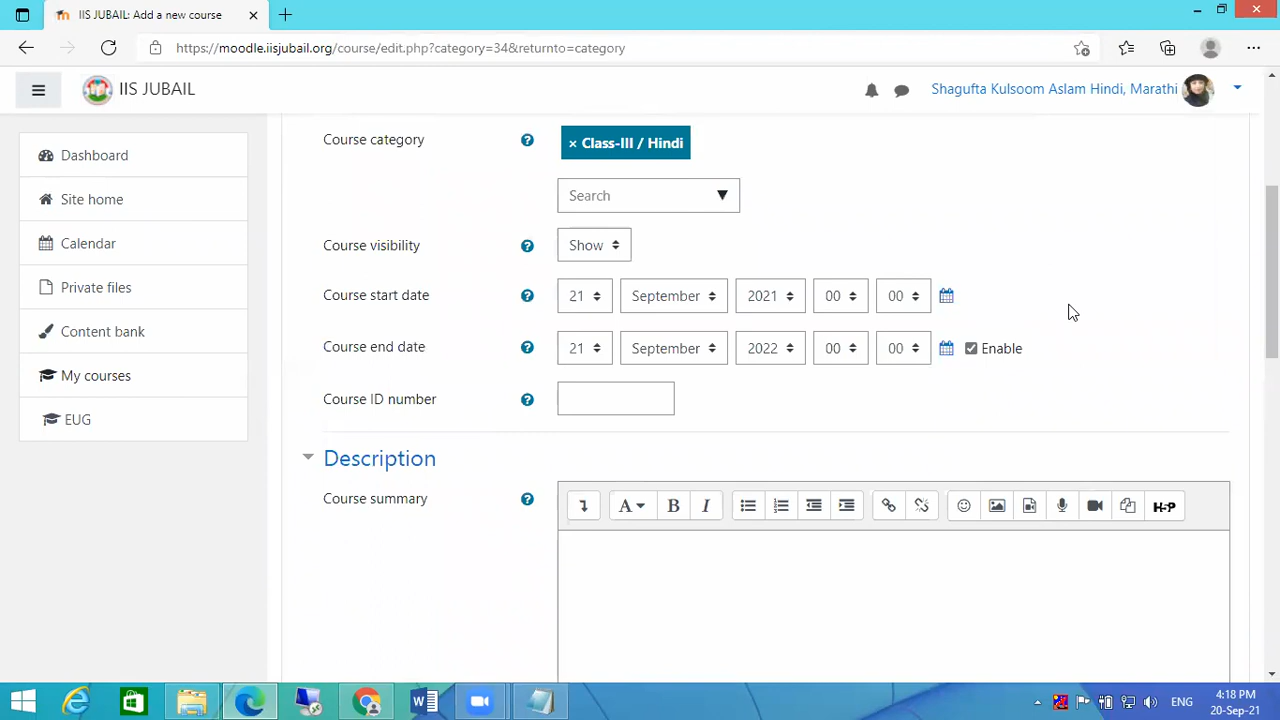 IIS JUBAIL: Add a new course
https://moodle.iisjubail.org/course/edit.php?category=34&returnto=category
IIS JUBAIL
Shagufta Kulsoom Aslam Hindi, Marathi
Dashboard
Site home
Calendar
Private files
Content bank
My courses
EUG
Course category
× Class-III / Hindi
Search
Course visibility
Show
Course start date
21 September 2021 00 00
Course end date
21 September 2022 00 00 Enable
Course ID number
Description
Course summary
A B I H-P
ENG
4:18 PM
20-Sep-21